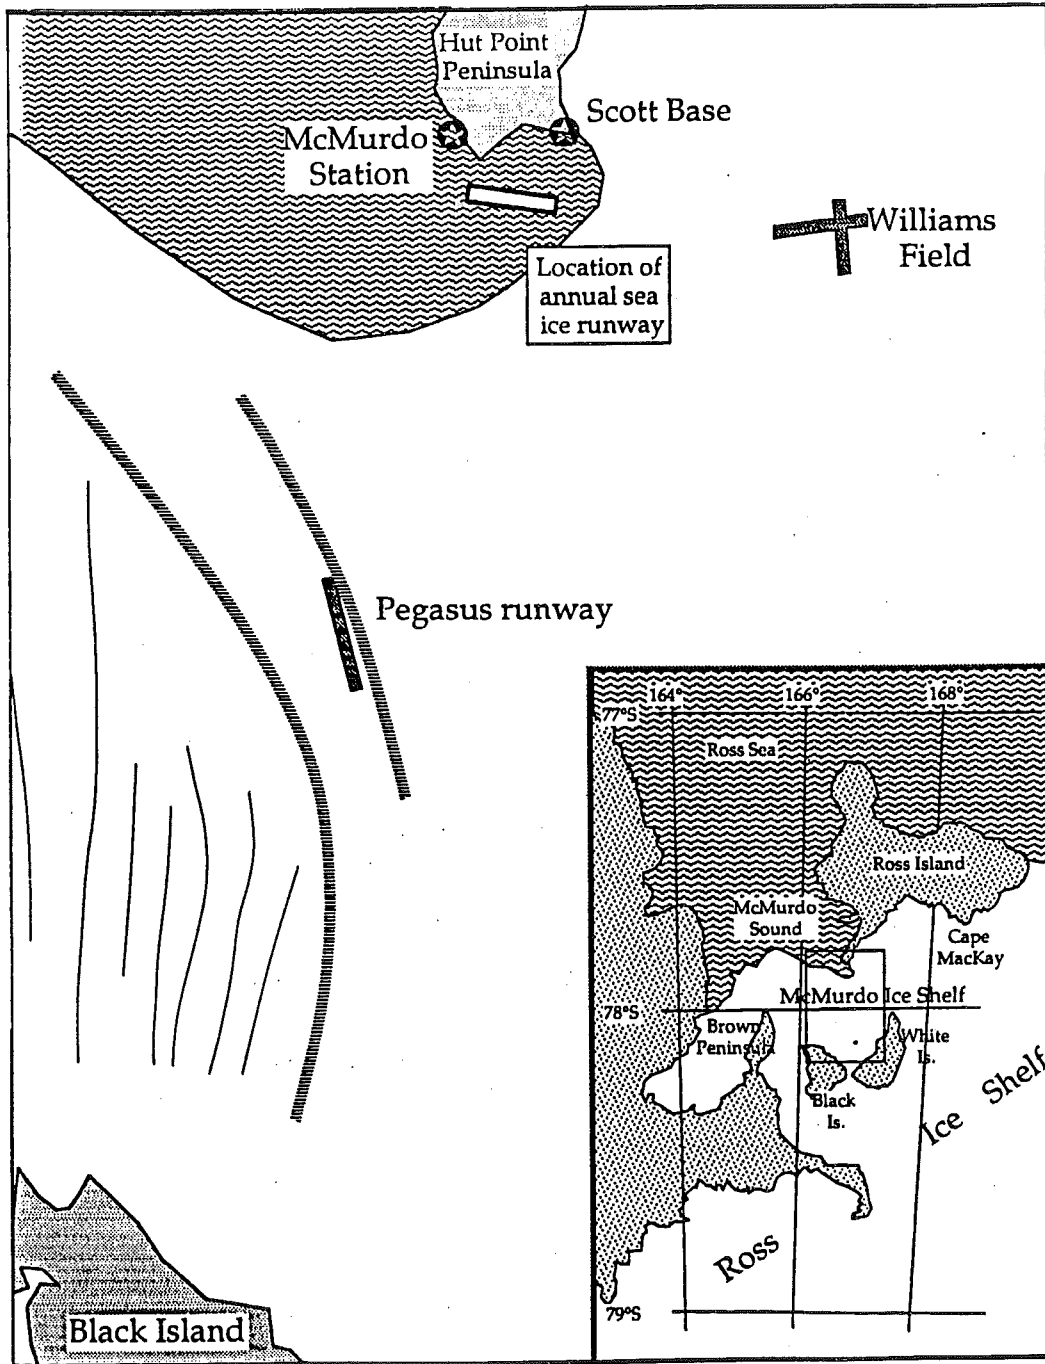 Hut Point
Peninsula
Scott Base
McMurdo
Station
Williams
Field
Location of
annual sea
ice runway
Pegasus runway
Black Island
164°
166°
168°
77°S
Ross Sea
Ross Island
McMurdo
Sound
Cape
MacKay
McMurdo Ice Shelf
78°S
Brown
Peninsula
White
Is.
Black
Is.
Ross Ice Shelf
79°S